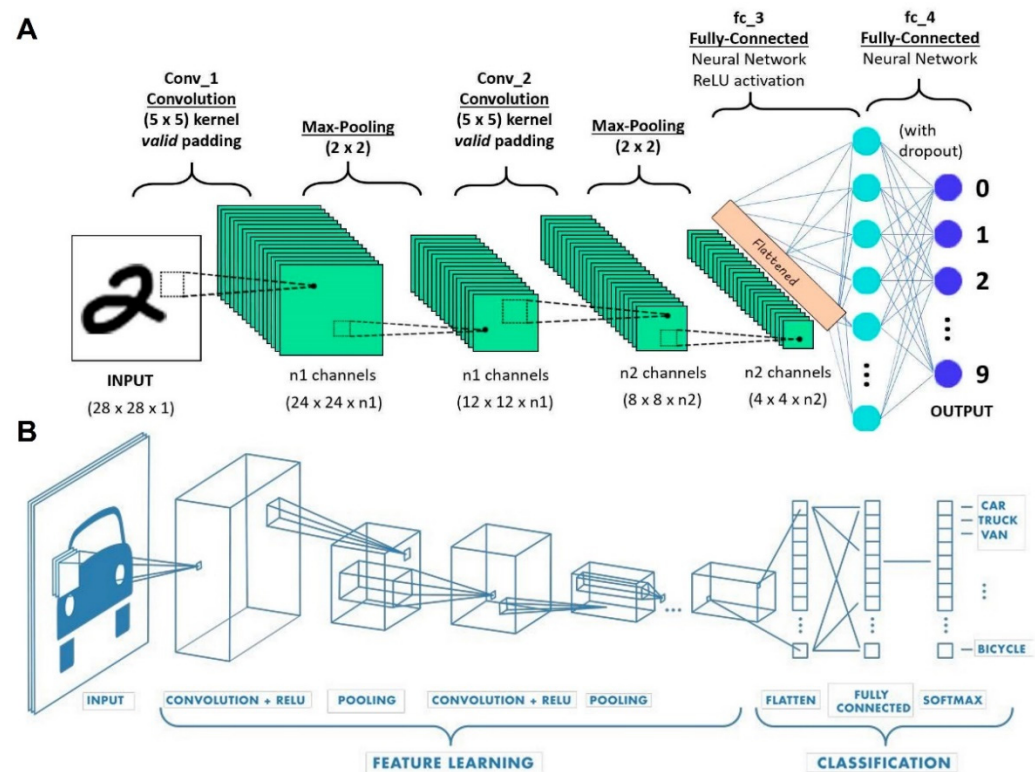 A
Conv_1
Convolution
(5 x 5) kernel
valid padding
Max-Pooling
(2 x 2)
Conv_2
Convolution
(5 x 5) kernel
valid padding
Max-Pooling
(2 x 2)
fc_3
Fully-Connected
Neural Network
ReLU activation
fc_4
Fully-Connected
Neural Network
(with
dropout)
Flattened
0
1
2
9
OUTPUT
INPUT
(28 x 28 x 1)
n1 channels
(24 x 24 x n1)
n1 channels
(12 x 12 x n1)
n2 channels
(8 x 8 x n2)
n2 channels
(4 x 4 x n2)
2
B
CAR
TRUCK
VAN
BICYCLE
INPUT
CONVOLUTION + RELU
POOLING
CONVOLUTION + RELU
POOLING
FLATTEN
FULLY
CONNECTED
SOFTMAX
FEATURE LEARNING
CLASSIFICATION